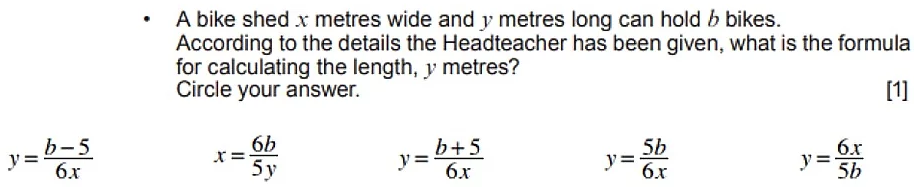 • A bike shed x metres wide and y metres long can hold b bikes.
According to the details the Headteacher has been given, what is the formula
for calculating the length, y metres?
Circle your answer. [1]
y = \frac{b-5}{6x} x = \frac{6b}{5y} y = \frac{b+5}{6x} y = \frac{5b}{6x} y = \frac{6x}{5b}